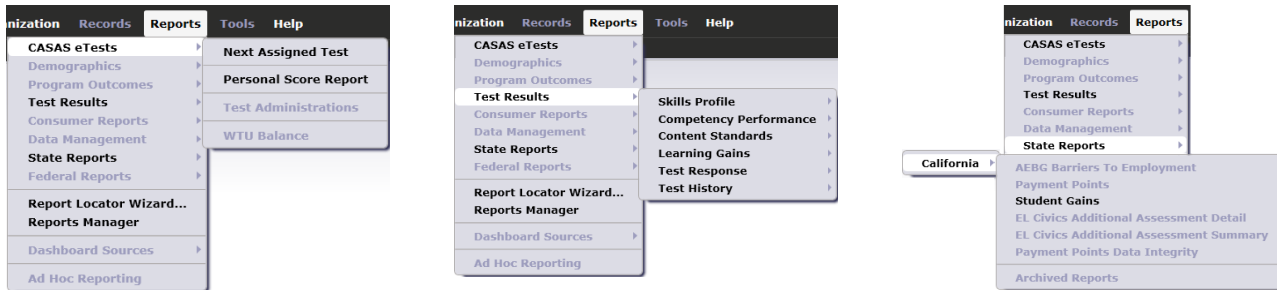 nization Records Reports Tools Help
CASAS eTests
Demographics
Program Outcomes
Test Results
Consumer Reports
Data Management
State Reports
Federal Reports
Report Locator Wizard...
Reports Manager
Dashboard Sources
Ad Hoc Reporting
Next Assigned Test
Personal Score Report
Test Administrations
WTU Balance
nization Records Reports Tools Help
CASAS eTests
Demographics
Program Outcomes
Test Results
Consumer Reports
Data Management
State Reports
Federal Reports
Report Locator Wizard...
Reports Manager
Dashboard Sources
Ad Hoc Reporting
Skills Profile
Competency Performance
Content Standards
Learning Gains
Test Response
Test History
nization Records Reports
CASAS eTests
Demographics
Program Outcomes
Test Results
Consumer Reports
Data Management
State Reports
California
AEBG Barriers To Employment
Payment Points
Student Gains
EL Civics Additional Assessment Detail
EL Civics Additional Assessment Summary
Payment Points Data Integrity
Archived Reports